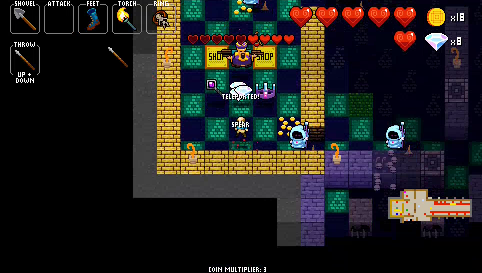 SHOVEL ATTACK FEET TORCH RING
x18
x8
THROW
UP +
DOWN
SHOP SHOP
TELEPORTED!
SPEAR
COIN MULTIPLIER: 3